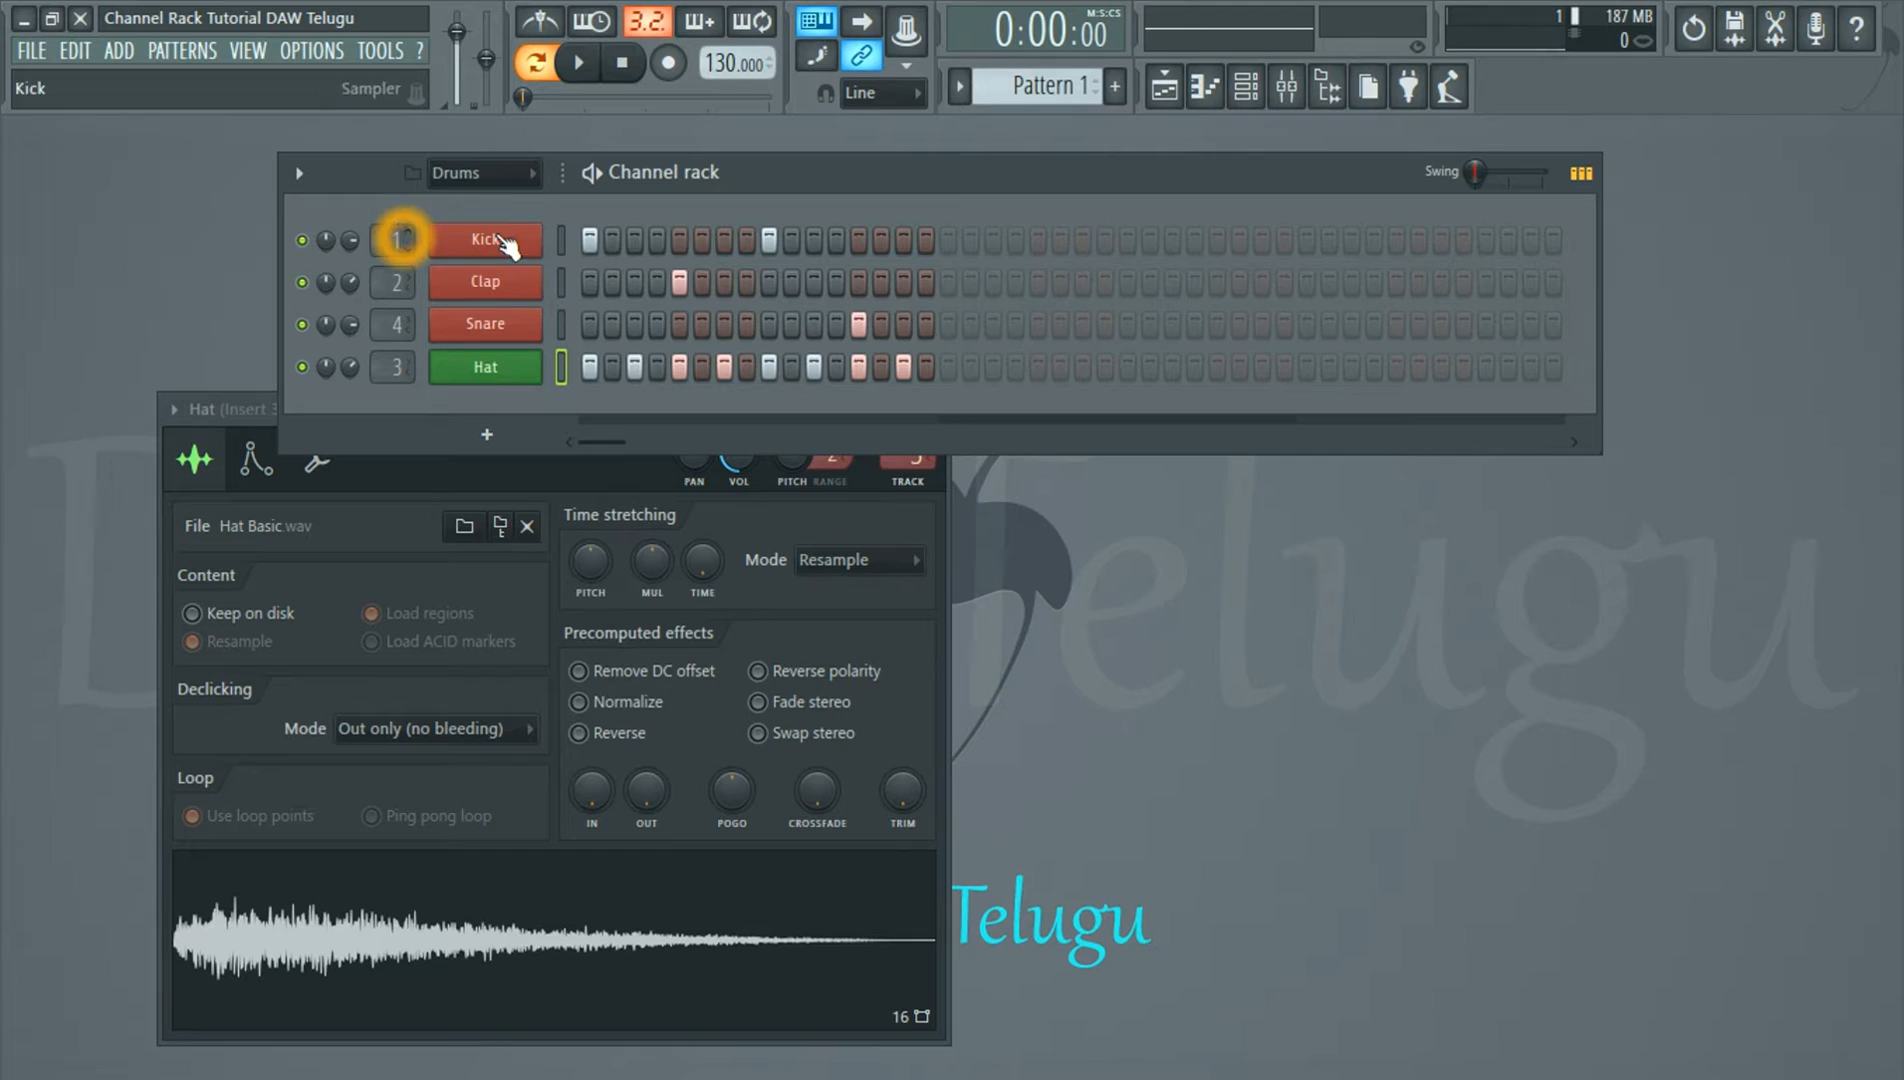 Channel Rack Tutorial DAW Telugu
FILE EDIT ADD PATTERNS VIEW OPTIONS TOOLS ?
Kick Sampler
3.2.
130.000
Line
0:00:00
M:S:CS
Pattern 1
1 187 MB
0
Drums Channel rack Swing
1 Kick
2 Clap
4 Snare
3 Hat
Hat (Insert 3
PAN VOL PITCH RANGE TRACK
File Hat Basic.wav
Content
Keep on disk Load regions
Resample Load ACID markers
Declicking
Mode Out only (no bleeding)
Loop
Use loop points Ping pong loop
Time stretching
PITCH MUL TIME
Mode Resample
Precomputed effects
Remove DC offset Reverse polarity
Normalize Fade stereo
Reverse Swap stereo
IN OUT POGO CROSSFADE TRIM
16
Telugu
Telugu